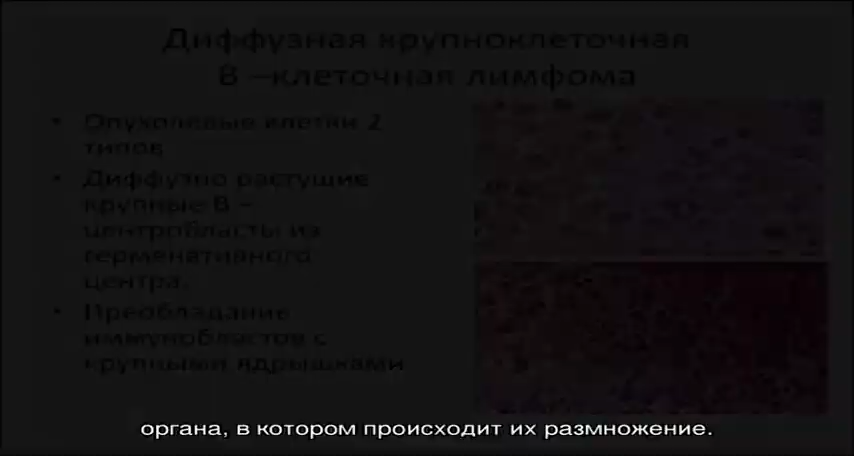 Диффузная крупноклеточная
В –клеточная лимфома
• Опухолевые клетки 2
типов
• Диффузно растущие
крупные В –
центробласты из
герменативного
центра.
• Преобладание
иммунобластов с
крупными ядрышками
органа, в котором происходит их размножение.